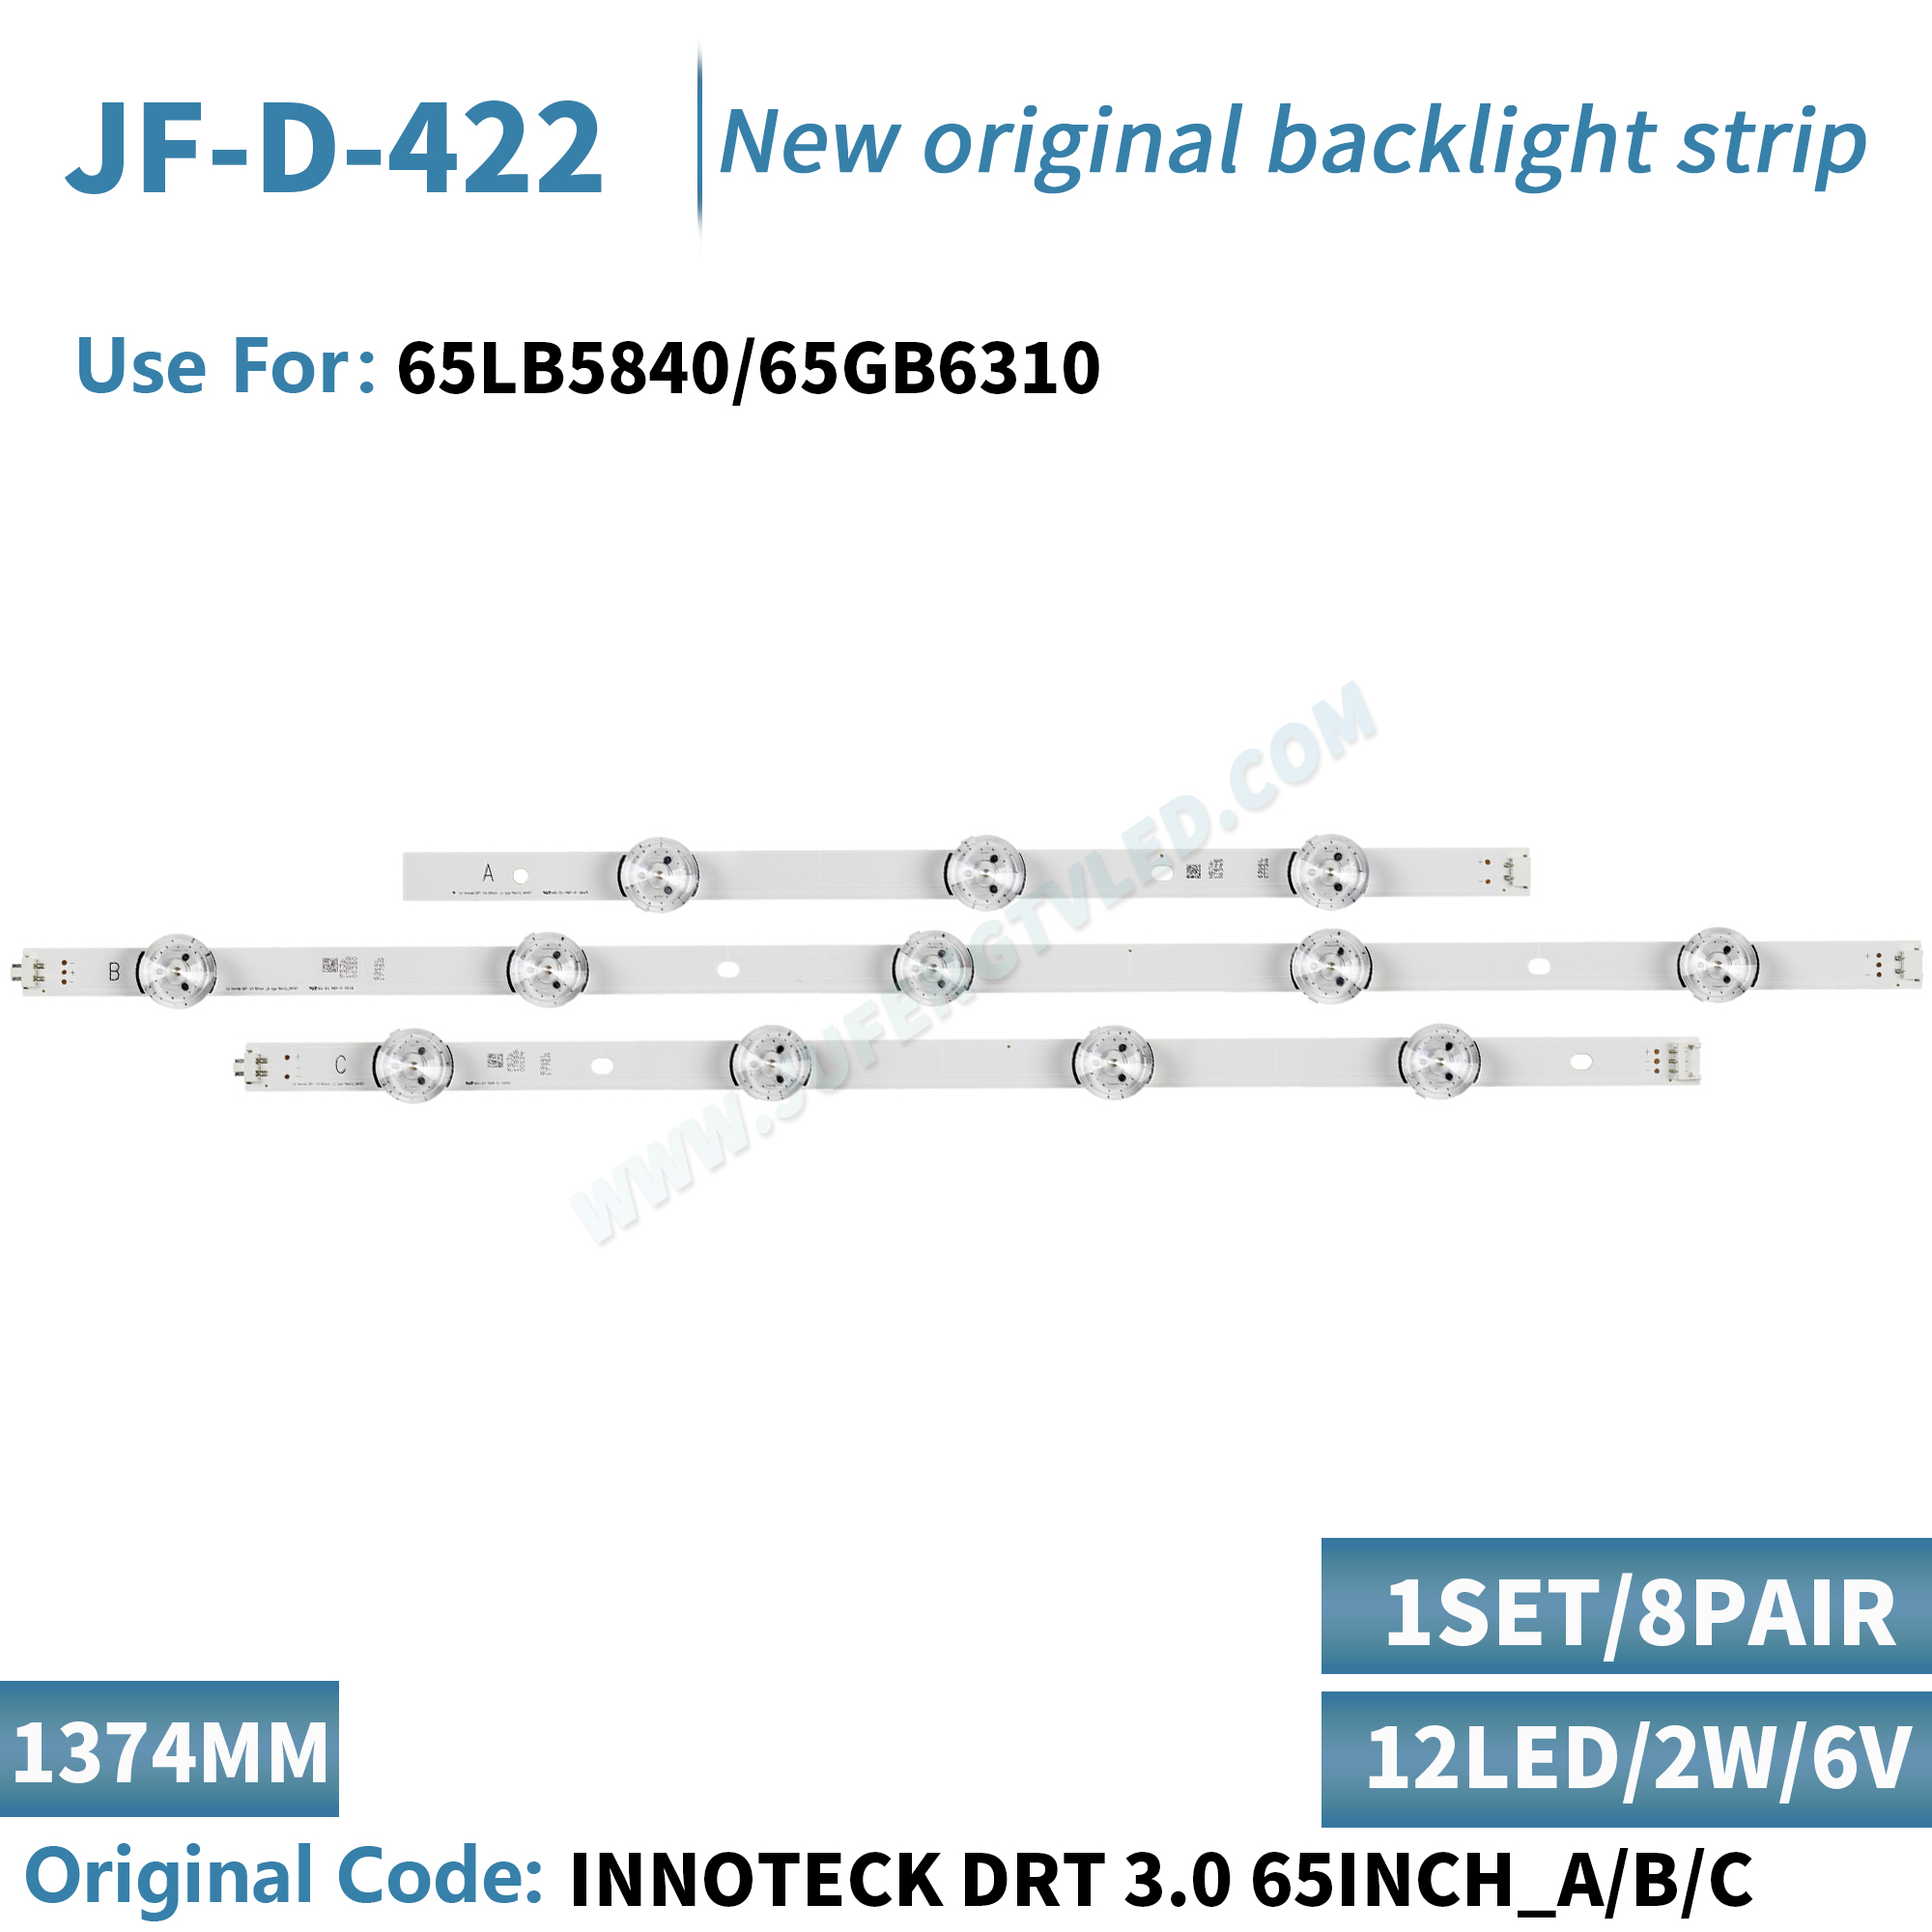 JF-D-422
New original backlight strip
Use For: 65LB5840/65GB6310
A
B
C
WWW.JUFENGTVLED.COM
1SET/8PAIR
1374MM
12LED/2W/6V
Original Code: INNOTECK DRT 3.0 65INCH_A/B/C